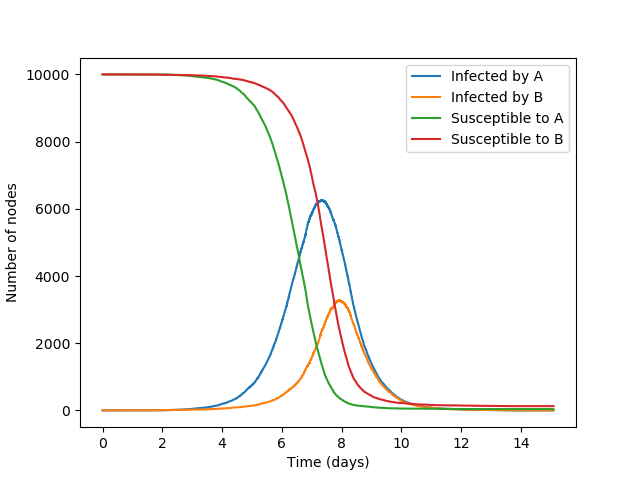 Infected by A
Infected by B
Susceptible to A
Susceptible to B
Number of nodes
10000
8000
6000
4000
2000
0
0 2 4 6 8 10 12 14
Time (days)